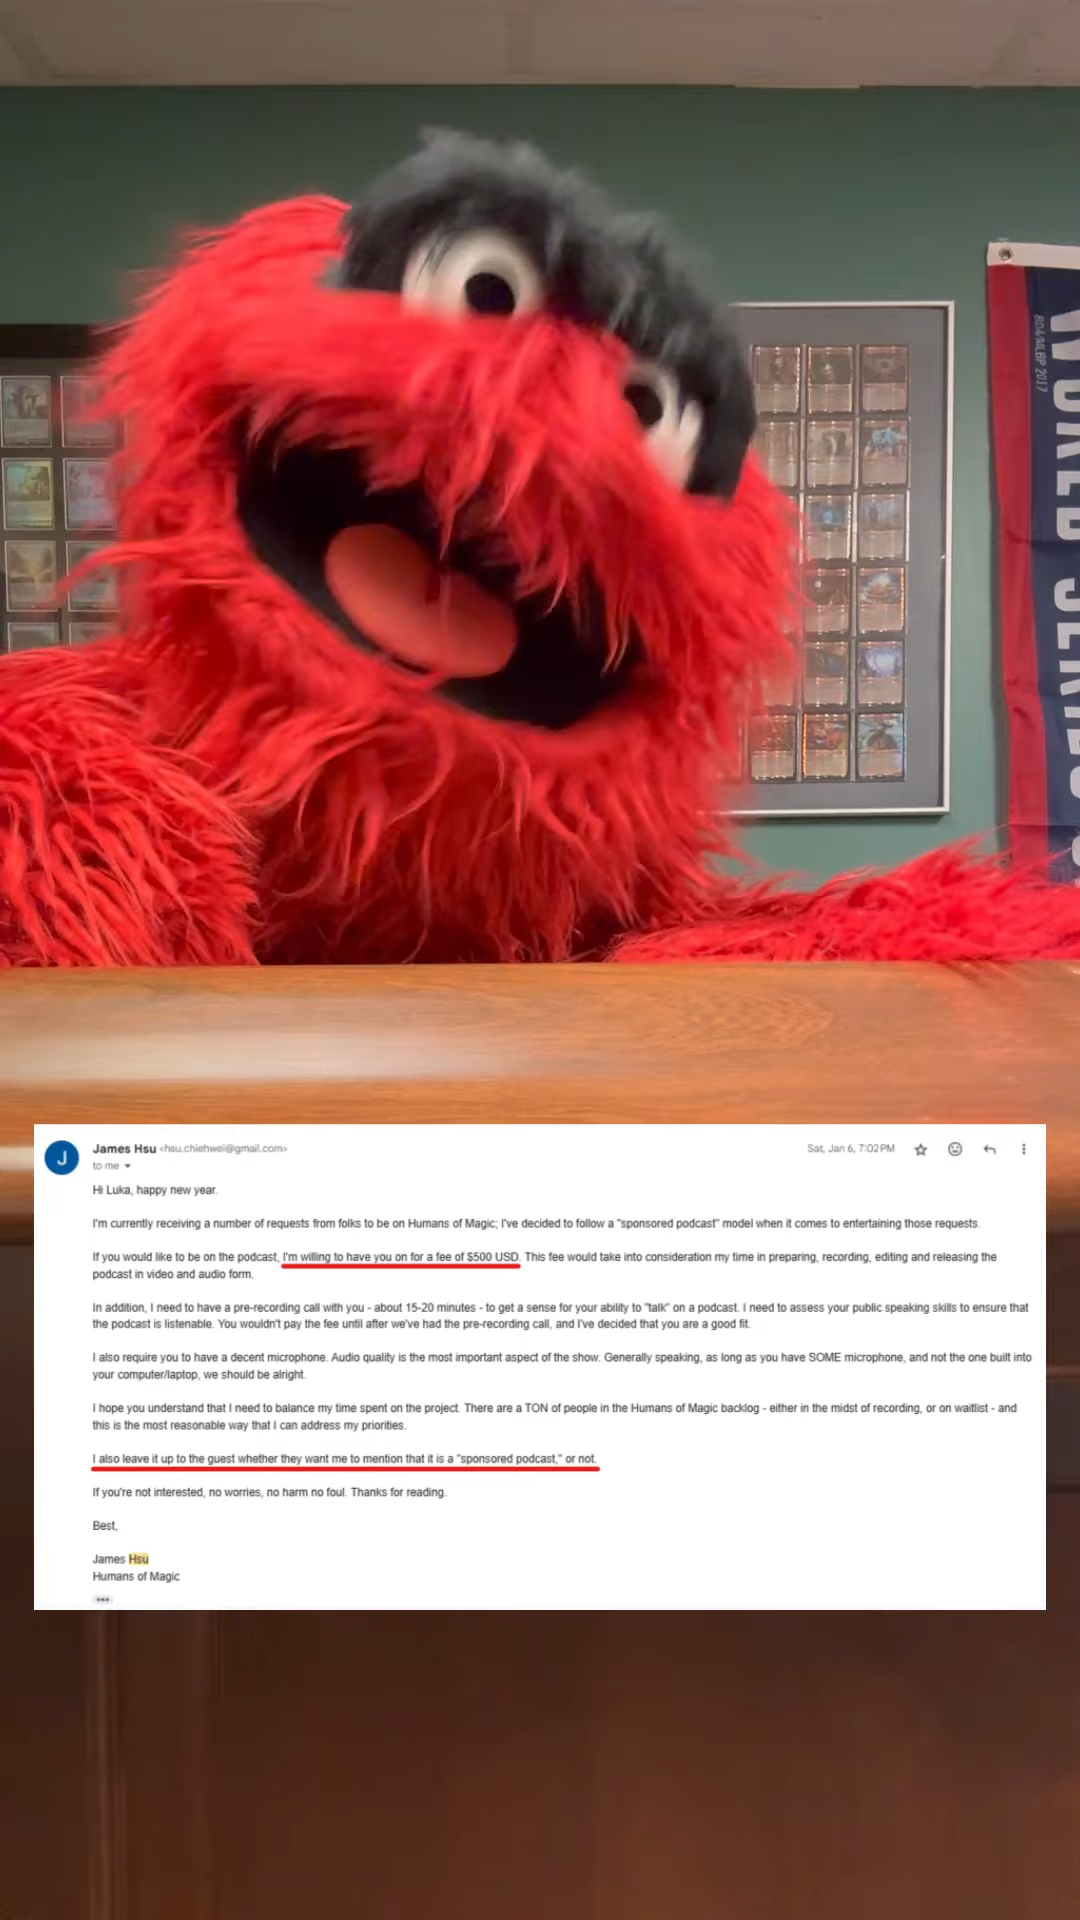 WORLD SERIES
BDA/MLBP 2017
J
James Hsu <hsu.chiehwei@gmail.com>
Sat, Jan 6, 7:02 PM
to me
Hi Luka, happy new year.
I'm currently receiving a number of requests from folks to be on Humans of Magic; I've decided to follow a "sponsored podcast" model when it comes to entertaining those requests.
If you would like to be on the podcast, I'm willing to have you on for a fee of $500 USD. This fee would take into consideration my time in preparing, recording, editing and releasing the
podcast in video and audio form.
In addition, I need to have a pre-recording call with you - about 15-20 minutes - to get a sense for your ability to "talk" on a podcast. I need to assess your public speaking skills to ensure that
the podcast is listenable. You wouldn't pay the fee until after we've had the pre-recording call, and I've decided that you are a good fit.
I also require you to have a decent microphone. Audio quality is the most important aspect of the show. Generally speaking, as long as you have SOME microphone, and not the one built into
your computer/laptop, we should be alright.
I hope you understand that I need to balance my time spent on the project. There are a TON of people in the Humans of Magic backlog - either in the midst of recording, or on waitlist - and
this is the most reasonable way that I can address my priorities.
I also leave it up to the guest whether they want me to mention that it is a "sponsored podcast," or not.
If you're not interested, no worries, no harm no foul. Thanks for reading.
Best,
James Hsu
Humans of Magic